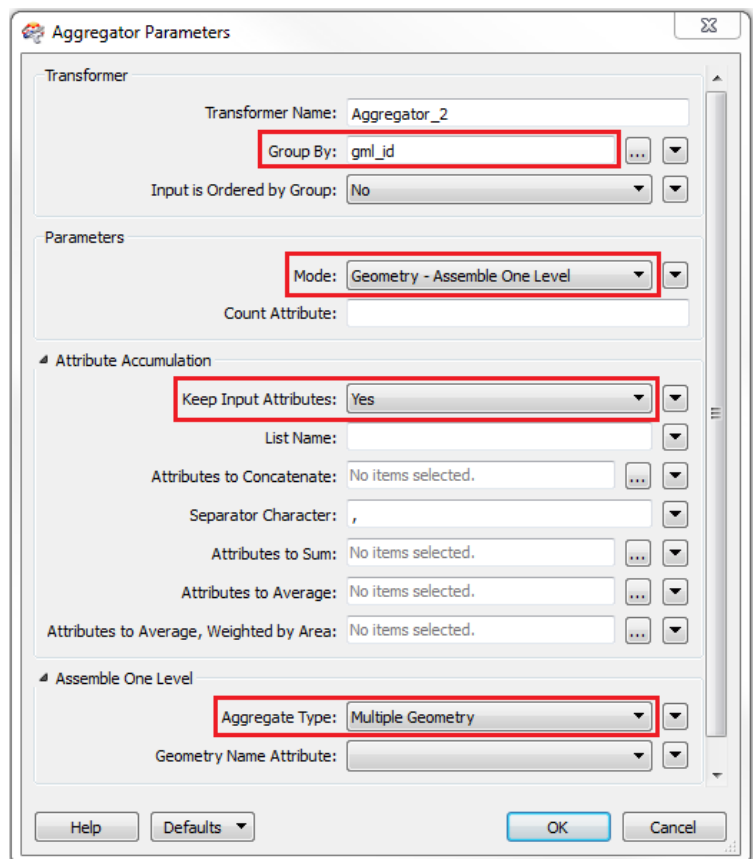 Aggregator Parameters
Transformer
Transformer Name: Aggregator_2
Group By: gml_id ...
Input is Ordered by Group: No
Parameters
Mode: Geometry - Assemble One Level
Count Attribute:
Attribute Accumulation
Keep Input Attributes: Yes
List Name:
Attributes to Concatenate: No items selected. ...
Separator Character: ,
Attributes to Sum: No items selected. ...
Attributes to Average: No items selected. ...
Attributes to Average, Weighted by Area: No items selected. ...
Assemble One Level
Aggregate Type: Multiple Geometry
Geometry Name Attribute:
Help Defaults OK Cancel